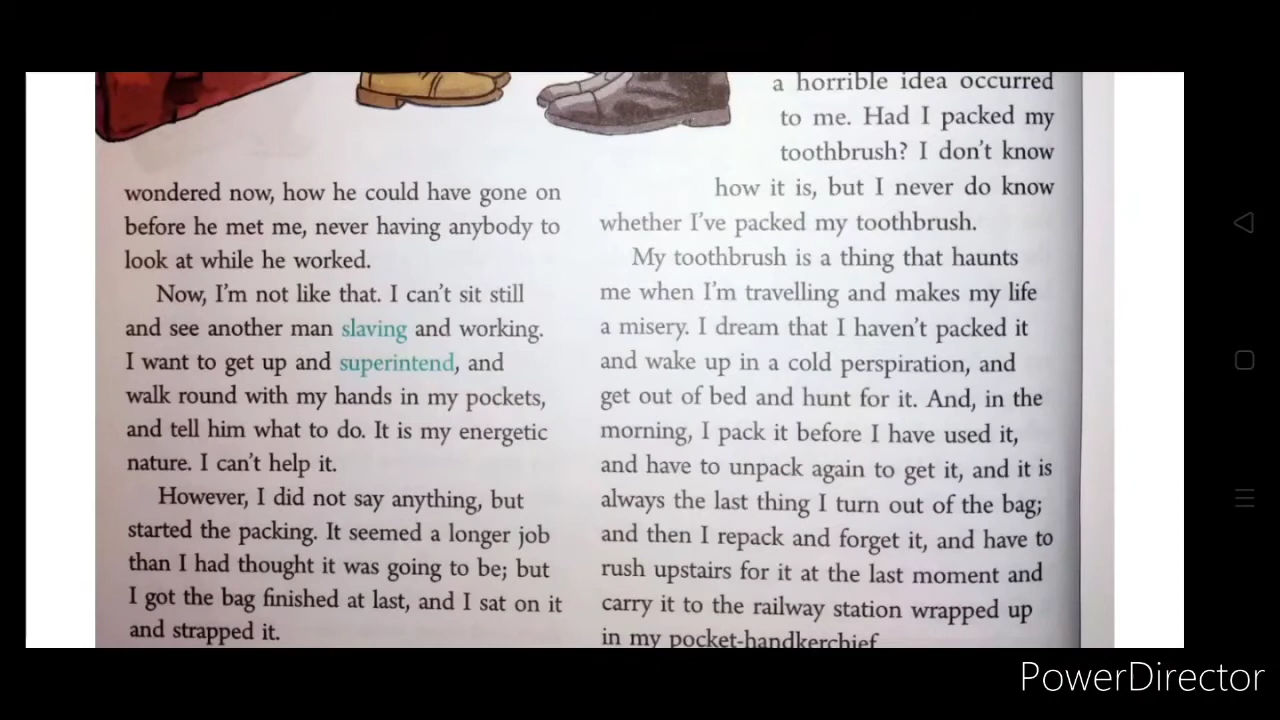 wondered now, how he could have gone on
before he met me, never having anybody to
look at while he worked.
Now, I'm not like that. I can't sit still
and see another man slaving and working.
I want to get up and superintend, and
walk round with my hands in my pockets,
and tell him what to do. It is my energetic
nature. I can't help it.
However, I did not say anything, but
started the packing. It seemed a longer job
than I had thought it was going to be; but
I got the bag finished at last, and I sat on it
and strapped it.
a horrible idea occurred
to me. Had I packed my
toothbrush? I don't know
how it is, but I never do know
whether I've packed my toothbrush.
My toothbrush is a thing that haunts
me when I'm travelling and makes my life
a misery. I dream that I haven't packed it
and wake up in a cold perspiration, and
get out of bed and hunt for it. And, in the
morning, I pack it before I have used it,
and have to unpack again to get it, and it is
always the last thing I turn out of the bag;
and then I repack and forget it, and have to
rush upstairs for it at the last moment and
carry it to the railway station wrapped up
in my pocket-handkerchief
PowerDirector